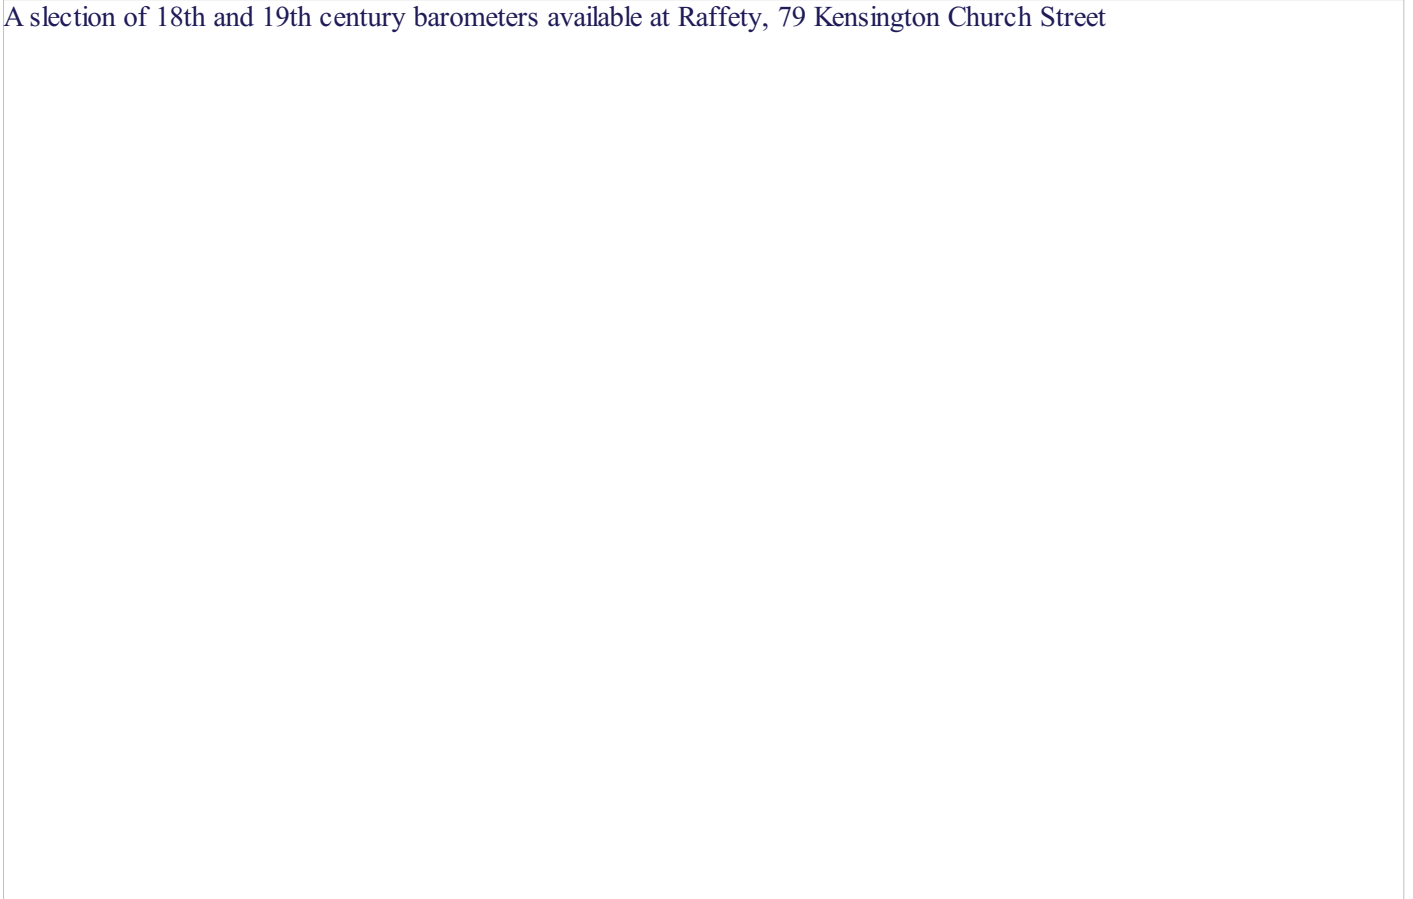 A slection of 18th and 19th century barometers available at Raffety, 79 Kensington Church Street